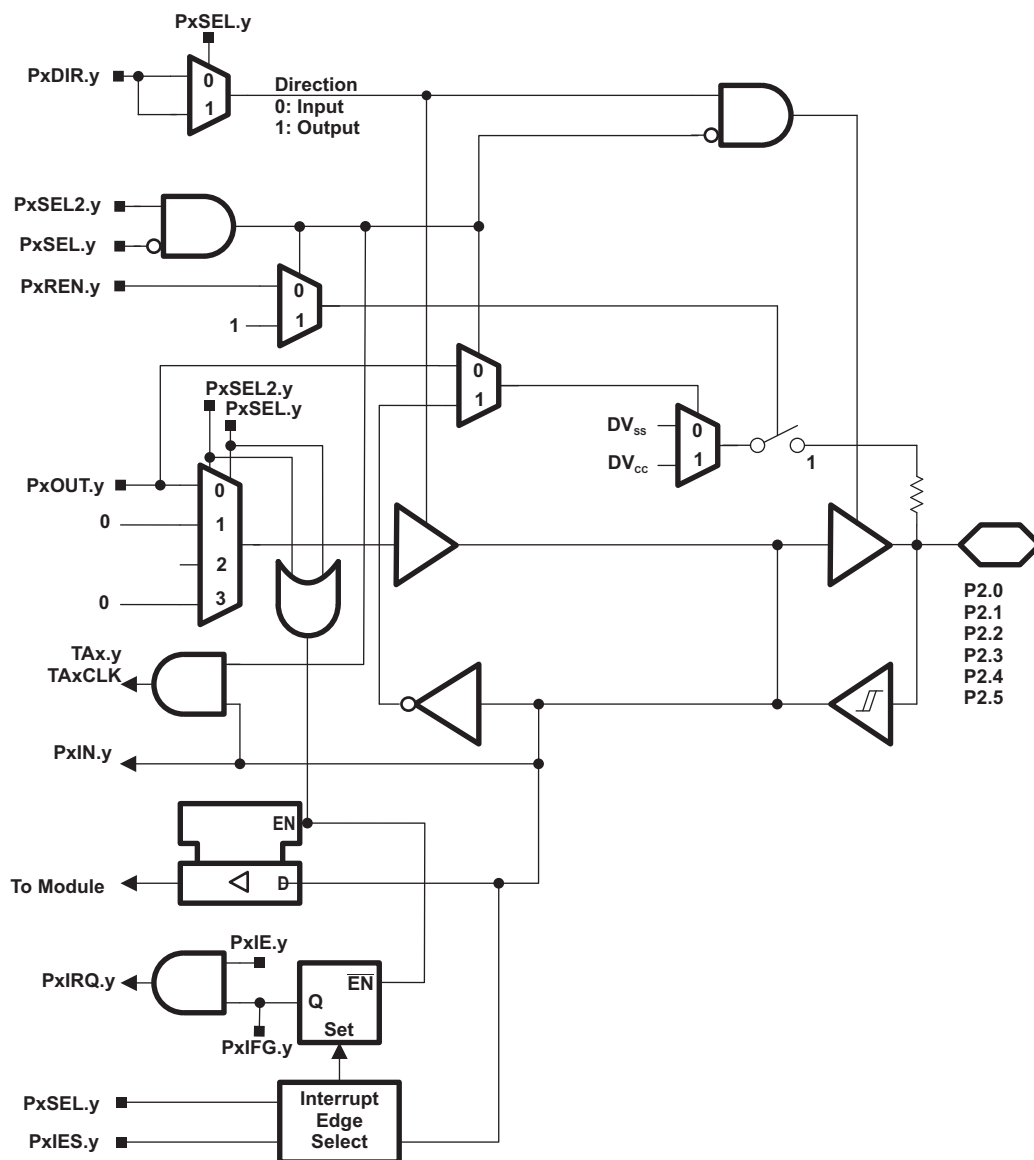 PxSEL.y
PxDIR.y
0
1
Direction
0: Input
1: Output
PxSEL2.y
PxSEL.y
PxREN.y
0
1
1
0
1
PxSEL2.y
PxSEL.y
DVSS
DVCC
0
1
1
PxOUT.y
0
0
1
2
0
3
P2.0
P2.1
P2.2
P2.3
P2.4
P2.5
TAx.y
TAxCLK
PxIN.y
EN
D
To Module
PxIE.y
PxIRQ.y
EN
Q
Set
PxIFG.y
PxSEL.y
PxIES.y
Interrupt
Edge
Select